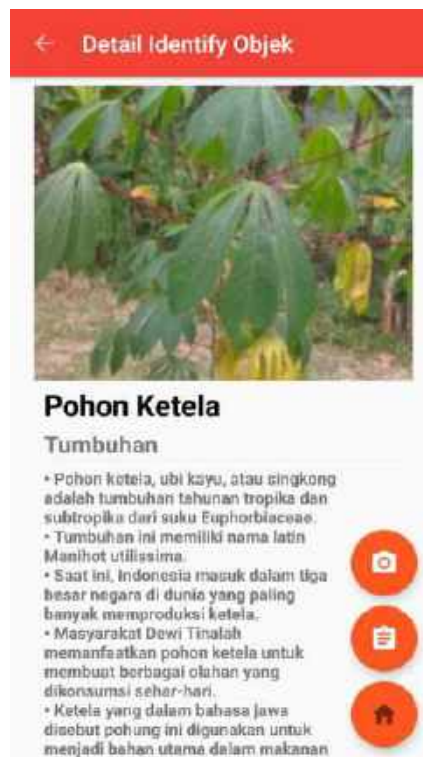 Detail Identify Objek
Pohon Ketela
Tumbuhan
• Pohon ketela, ubi kayu, atau singkong
adalah tumbuhan tahunan tropika dan
subtropika dari suku Euphorbiaceae.
• Tumbuhan ini memiliki nama latin
Manihot utilissima.
• Saat ini, Indonesia masuk dalam tiga
besar negara di dunia yang paling
banyak memproduksi ketela.
• Masyarakat Dewi Tinalah
memanfaatkan pohon ketela untuk
membuat berbagai olahan yang
dikonsumsi sehar-hari.
• Ketela yang dalam bahasa jawa
disebut pohung ini digunakan untuk
menjadi bahan utama dalam makanan